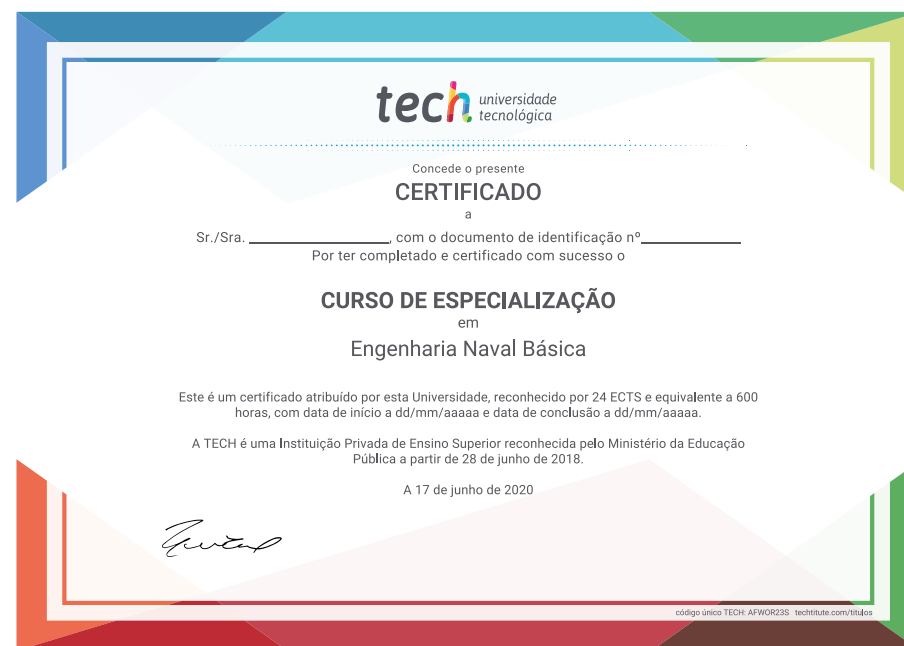 tech universidade
tecnológica
Concede o presente
CERTIFICADO
a
Sr./Sra. ____________________, com o documento de identificação nº______________
Por ter completado e certificado com sucesso o
CURSO DE ESPECIALIZAÇÃO
em
Engenharia Naval Básica
Este é um certificado atribuído por esta Universidade, reconhecido por 24 ECTS e equivalente a 600
horas, com data de início a dd/mm/aaaaa e data de conclusão a dd/mm/aaaaa.
A TECH é uma Instituição Privada de Ensino Superior reconhecida pelo Ministério da Educação
Pública a partir de 28 de junho de 2018.
A 17 de junho de 2020
código único TECH: AFWOR23S techtitute.com/titulos